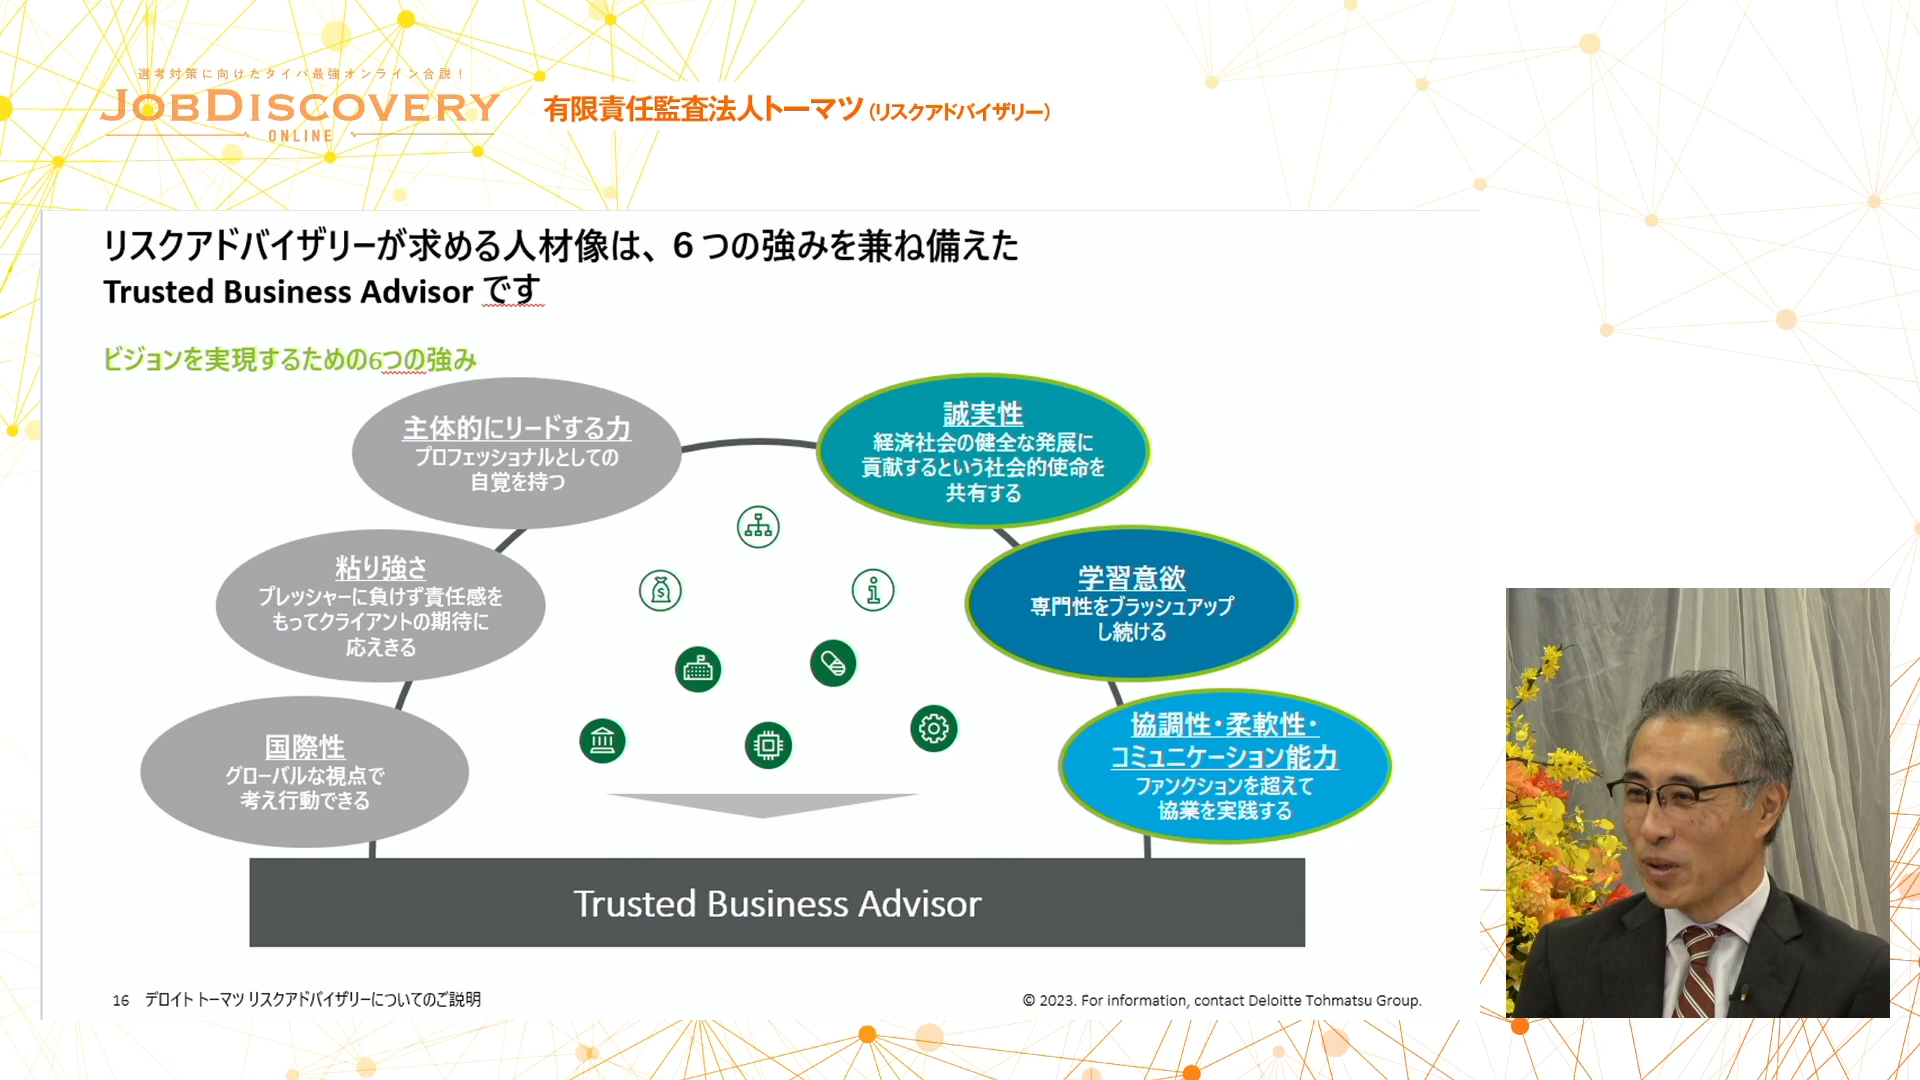 選考対策に向けたタイパ最強オンライン合説！
JOBDISCOVERY
ONLINE
有限責任監査法人トーマツ（リスクアドバイザリー）
リスクアドバイザリーが求める人材像は、６つの強みを兼ね備えた
Trusted Business Advisor です
ビジョンを実現するための6つの強み
主体的にリードする力
プロフェッショナルとしての
自覚を持つ
誠実性
経済社会の健全な発展に
貢献するという社会的使命を
共有する
粘り強さ
プレッシャーに負けず責任感を
もってクライアントの期待に
応えきる
学習意欲
専門性をブラッシュアップ
し続ける
国際性
グローバルな視点で
考え行動できる
協調性・柔軟性・
コミュニケーション能力
ファンクションを超えて
協業を実践する
Trusted Business Advisor
16 デロイト トーマツ リスクアドバイザリーについてのご説明
© 2023. For information, contact Deloitte Tohmatsu Group.